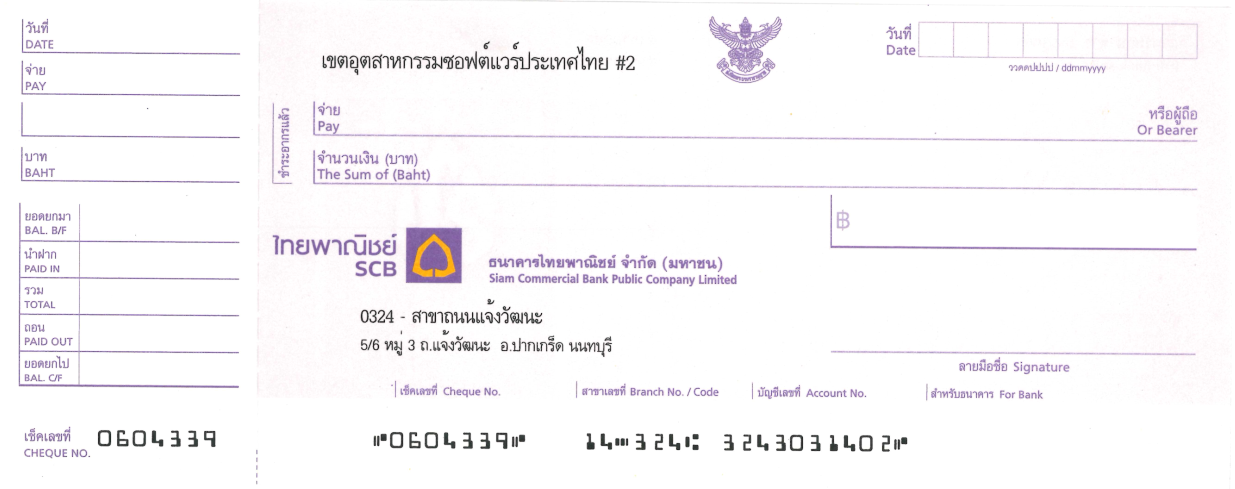 วันที่
DATE
จ่าย
PAY
บาท
BAHT
ยอดยกมา
BAL. B/F
นำฝาก
PAID IN
รวม
TOTAL
ถอน
PAID OUT
ยอดยกไป
BAL. C/F
เช็คเลขที่ 0604339
CHEQUE NO.
เขตอุตสาหกรรมซอฟต์แวร์ประเทศไทย #2
วันที่
Date
ววดดปปปป / ddmmyyyy
ชำระอากรแล้ว
จ่าย
Pay
หรือผู้ถือ
Or Bearer
จำนวนเงิน (บาท)
The Sum of (Baht)
฿
ไทยพาณิชย์
SCB
ธนาคารไทยพาณิชย์ จำกัด (มหาชน)
Siam Commercial Bank Public Company Limited
0324 - สาขาถนนแจ้งวัฒนะ
5/6 หมู่ 3 ถ.แจ้งวัฒนะ อ.ปากเกร็ด นนทบุรี
ลายมือชื่อ Signature
เช็คเลขที่ Cheque No. สาขาเลขที่ Branch No. / Code บัญชีเลขที่ Account No. สำหรับธนาคาร For Bank
⑈0604339⑈ 14⑉324⑆ 3243031402⑈